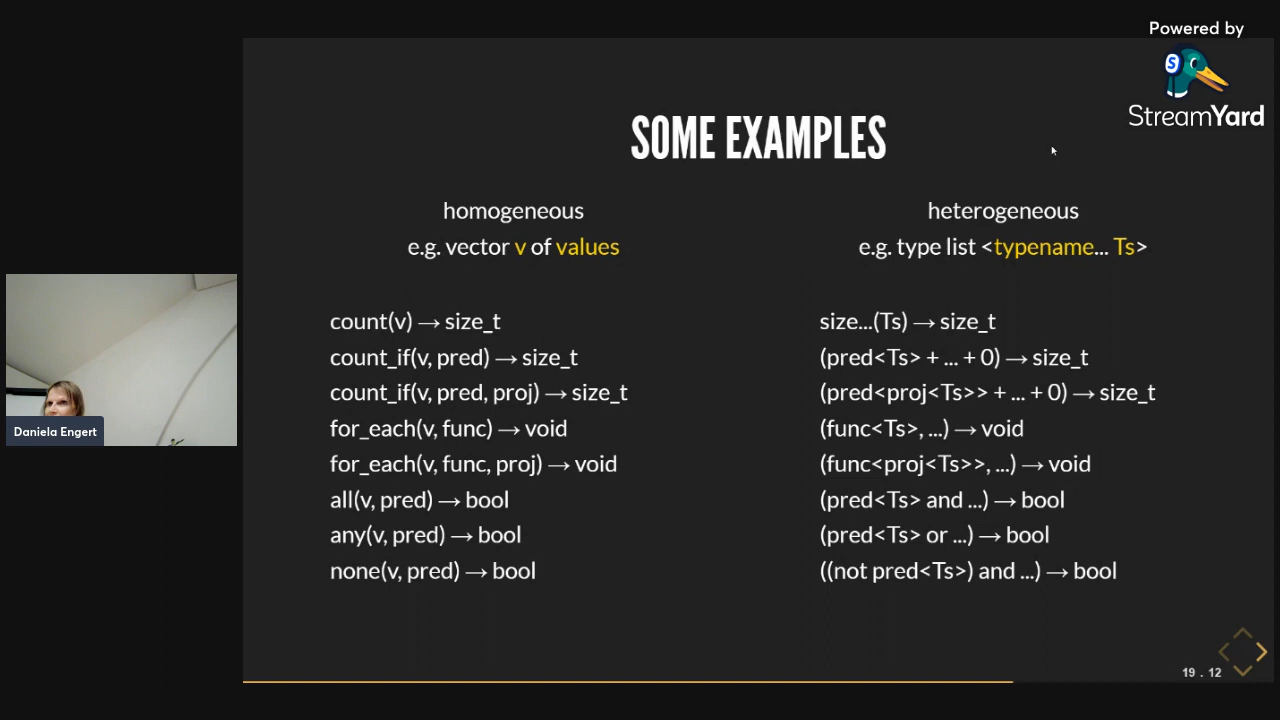 Powered by
S
StreamYard
SOME EXAMPLES
homogeneous
e.g. vector v of values
count(v) → size_t
count_if(v, pred) → size_t
count_if(v, pred, proj) → size_t
for_each(v, func) → void
for_each(v, func, proj) → void
all(v, pred) → bool
any(v, pred) → bool
none(v, pred) → bool
heterogeneous
e.g. type list <typename... Ts>
size...(Ts) → size_t
(pred<Ts> + ... + 0) → size_t
(pred<proj<Ts>> + ... + 0) → size_t
(func<Ts>, ...) → void
(func<proj<Ts>>, ...) → void
(pred<Ts> and ...) → bool
(pred<Ts> or ...) → bool
((not pred<Ts>) and ...) → bool
Daniela Engert
19 . 12